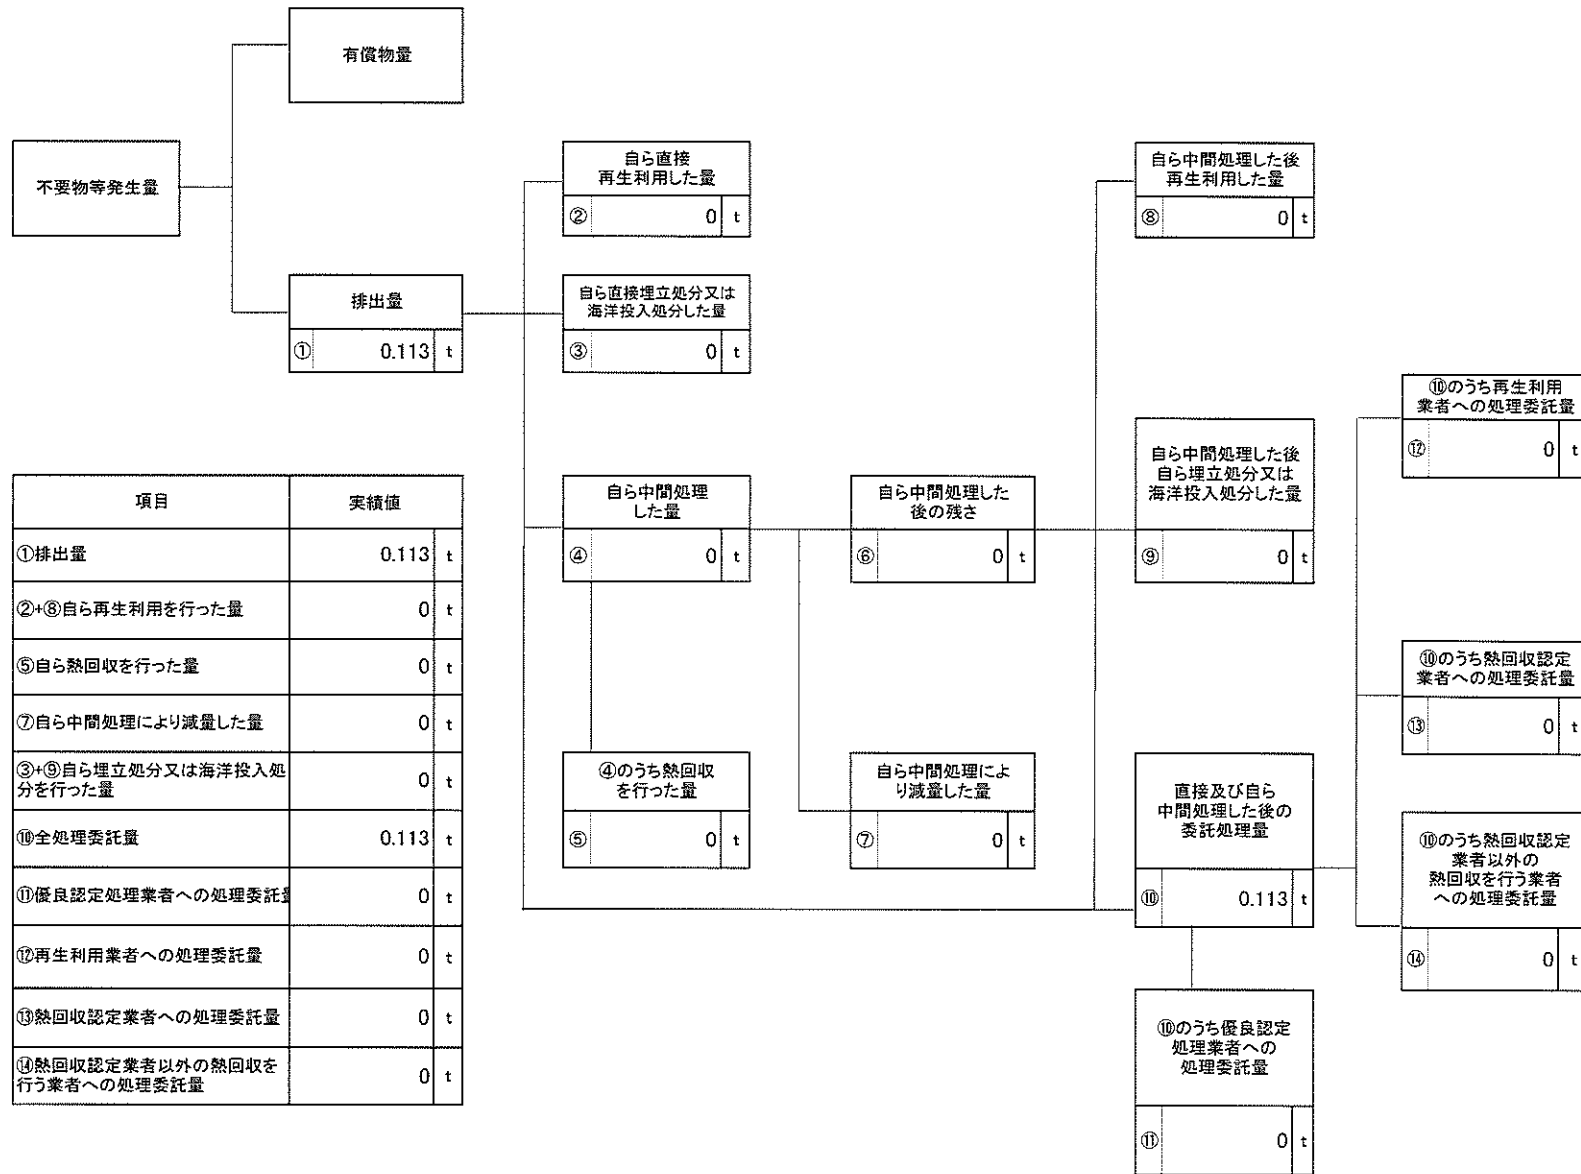 有償物量
不要物等発生量
排出量
① 0.113 t
自ら直接
再生利用した量
② 0 t
自ら直接埋立処分又は
海洋投入処分した量
③ 0 t
自ら中間処理
した量
④ 0 t
④のうち熱回収
を行った量
⑤ 0 t
自ら中間処理した
後の残さ
⑥ 0 t
自ら中間処理によ
り減量した量
⑦ 0 t
自ら中間処理した後
再生利用した量
⑧ 0 t
自ら中間処理した後
自ら埋立処分又は
海洋投入処分した量
⑨ 0 t
直接及び自ら
中間処理した後の
委託処理量
⑩ 0.113 t
⑩のうち優良認定
処理業者への
処理委託量
⑪ 0 t
⑩のうち再生利用
業者への処理委託量
⑫ 0 t
⑩のうち熱回収認定
業者への処理委託量
⑬ 0 t
⑩のうち熱回収認定
業者以外の
熱回収を行う業者
への処理委託量
⑭ 0 t
項目 実績値
①排出量 0.113 t
②+⑧自ら再生利用を行った量 0 t
⑤自ら熱回収を行った量 0 t
⑦自ら中間処理により減量した量 0 t
③+⑨自ら埋立処分又は海洋投入処
分を行った量 0 t
⑩全処理委託量 0.113 t
⑪優良認定処理業者への処理委託量 0 t
⑫再生利用業者への処理委託量 0 t
⑬熱回収認定業者への処理委託量 0 t
⑭熱回収認定業者以外の熱回収を
行う業者への処理委託量 0 t